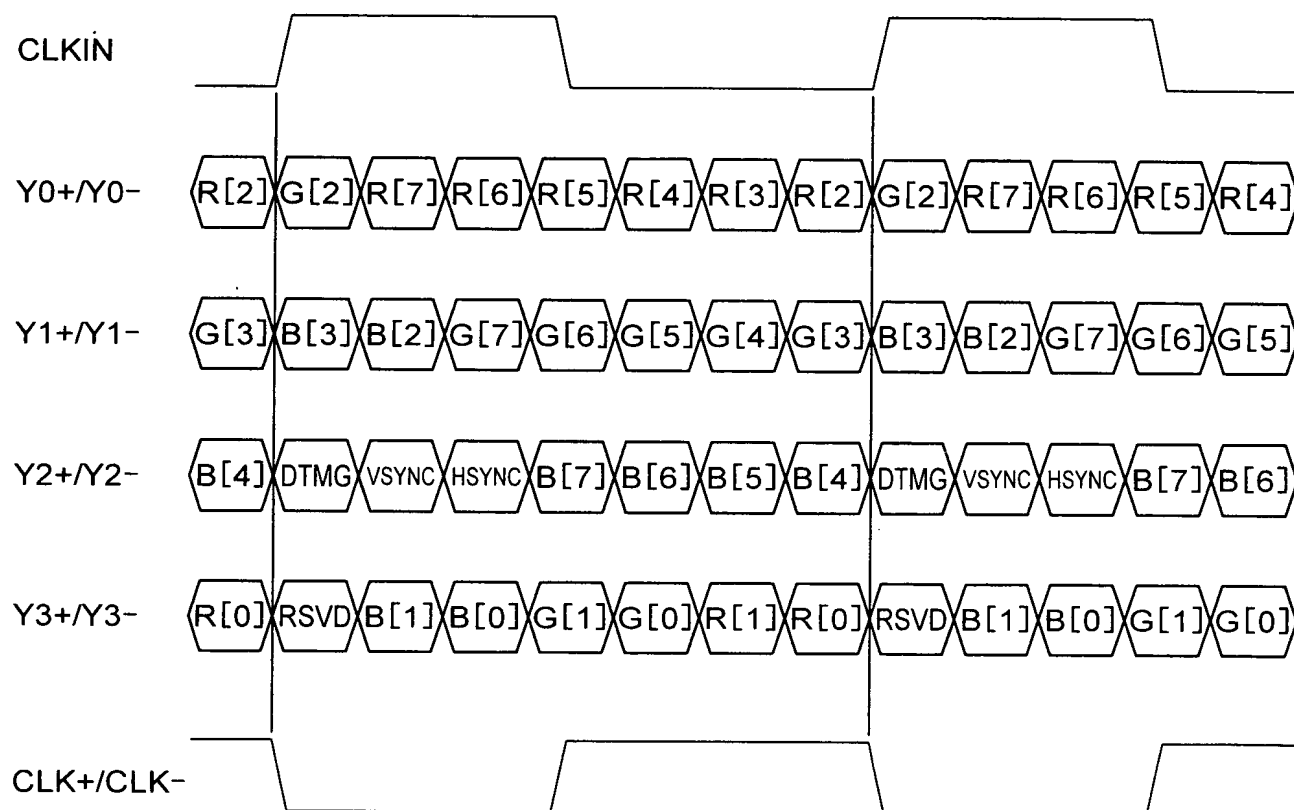 CLKIN
Y0+/Y0- R[2] G[2] R[7] R[6] R[5] R[4] R[3] R[2] G[2] R[7] R[6] R[5] R[4]
Y1+/Y1- G[3] B[3] B[2] G[7] G[6] G[5] G[4] G[3] B[3] B[2] G[7] G[6] G[5]
Y2+/Y2- B[4] DTMG VSYNC HSYNC B[7] B[6] B[5] B[4] DTMG VSYNC HSYNC B[7] B[6]
Y3+/Y3- R[0] RSVD B[1] B[0] G[1] G[0] R[1] R[0] RSVD B[1] B[0] G[1] G[0]
CLK+/CLK-